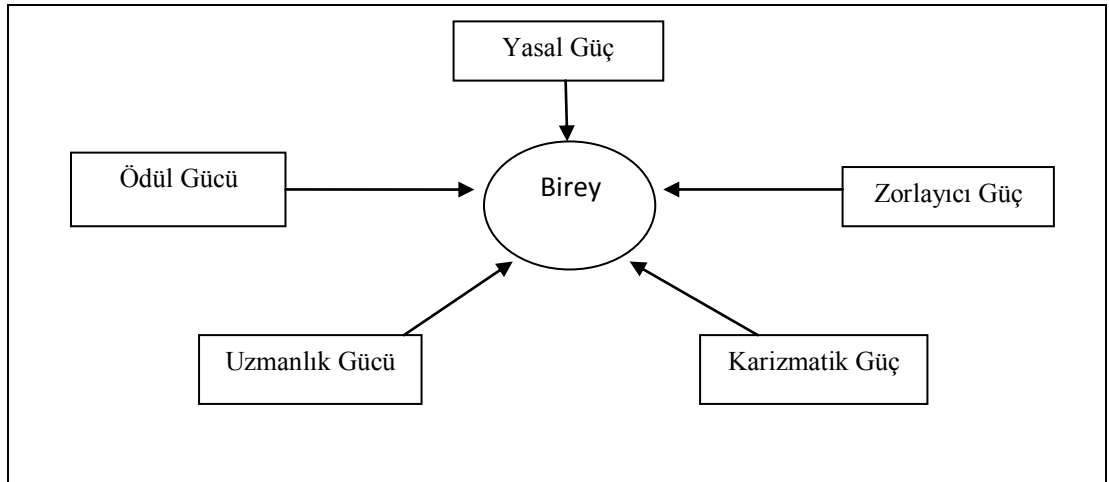 Yasal Güç
Ödül Gücü
Birey
Zorlayıcı Güç
Uzmanlık Gücü
Karizmatik Güç